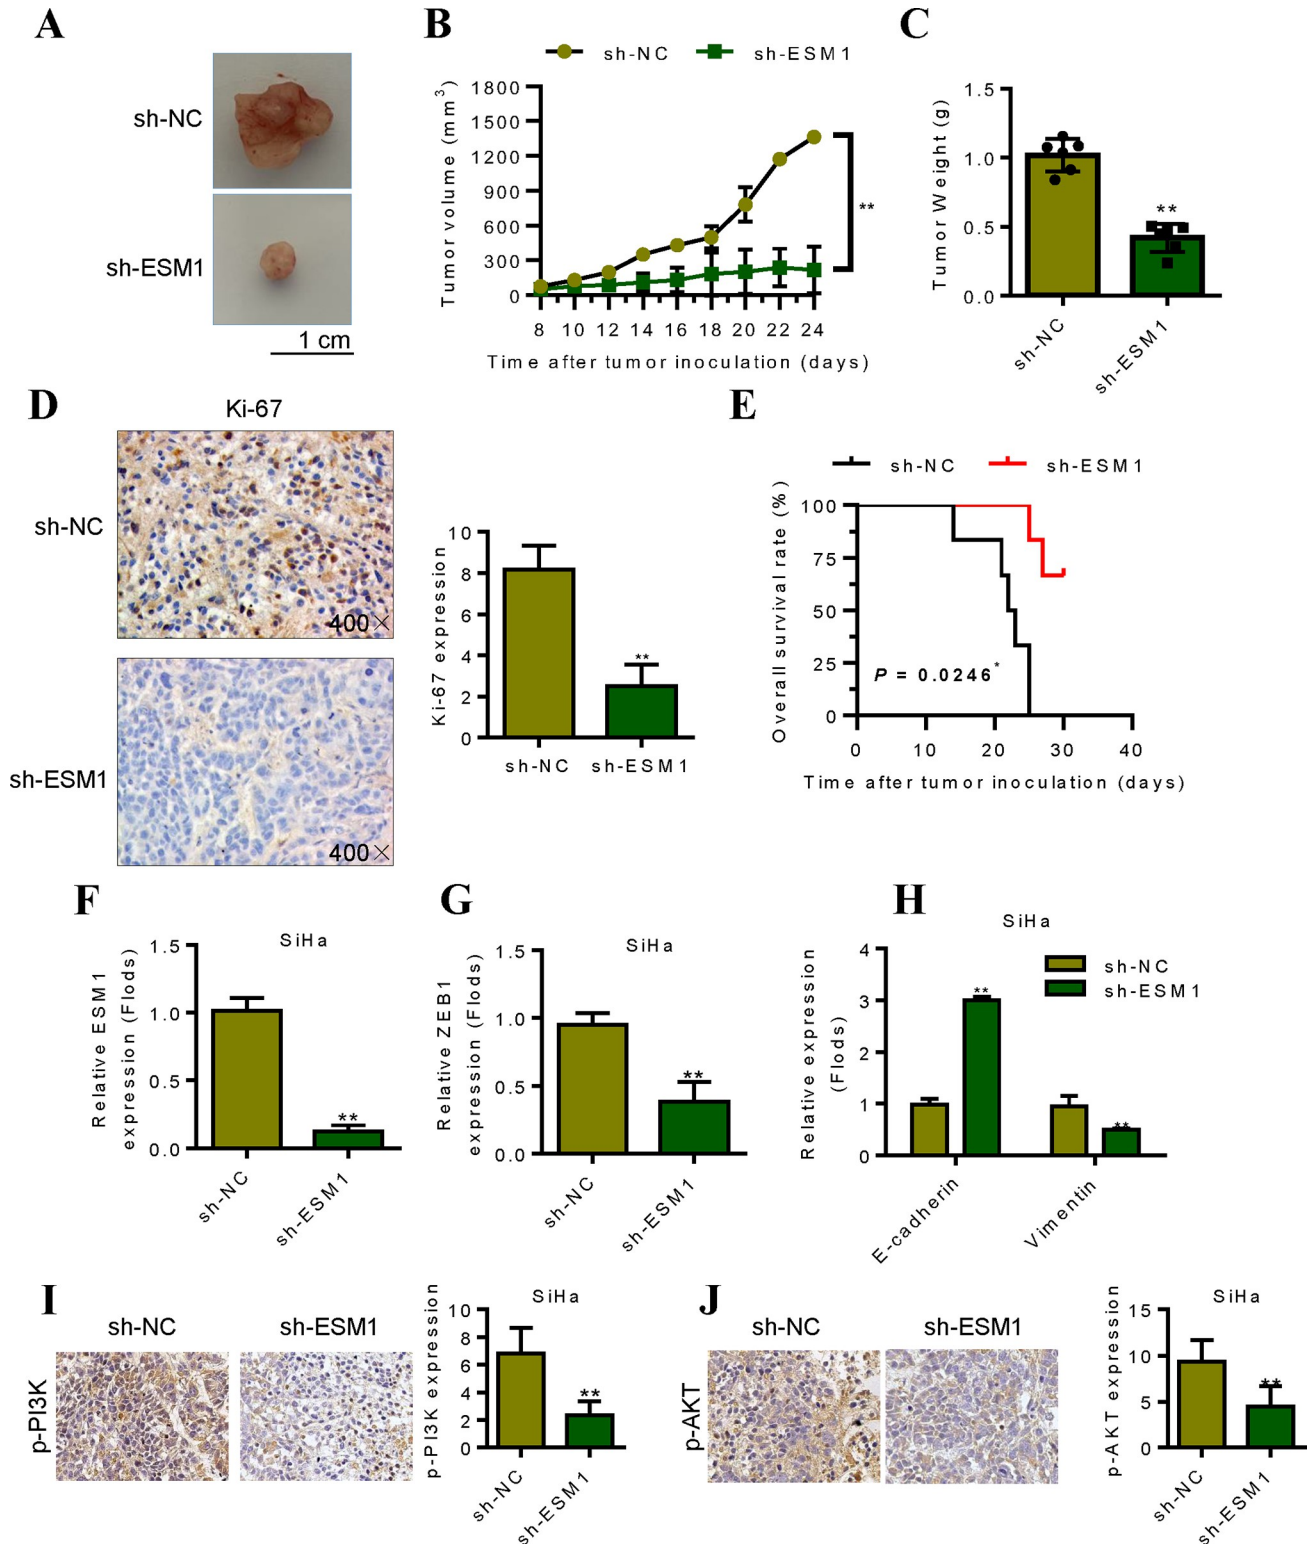 A
sh-NC
sh-ESM1
1 cm
B
sh-NC
sh-ESM1
Tumor volume (mm3)
1800
1500
1200
900
600
300
0
8 10 12 14 16 18 20 22 24
Time after tumor inoculation (days)
**
C
Tumor Weight (g)
1.5
1.0
0.5
0.0
**
sh-NC
sh-ESM1
D
Ki-67
sh-NC
400×
sh-ESM1
400×
Ki-67 expression
10
8
6
4
2
0
**
sh-NC sh-ESM1
E
sh-NC
sh-ESM1
Overall survival rate (%)
100
75
50
25
0
P = 0.0246*
0 10 20 30 40
Time after tumor inoculation (days)
F
SiHa
Relative ESM1
expression (Flods)
1.5
1.0
0.5
0.0
**
sh-NC
sh-ESM1
G
SiHa
Relative ZEB1
expression (Flods)
1.5
1.0
0.5
0.0
**
sh-NC
sh-ESM1
H
SiHa
sh-NC
sh-ESM1
Relative expression
(Flods)
4
3
2
1
0
**
**
E-cadherin
Vimentin
I
sh-NC
sh-ESM1
p-PI3K
SiHa
p-PI3K expression
10
8
6
4
2
0
**
sh-NC
sh-ESM1
J
sh-NC
sh-ESM1
p-AKT
SiHa
p-AKT expression
15
10
5
0
**
sh-NC
sh-ESM1